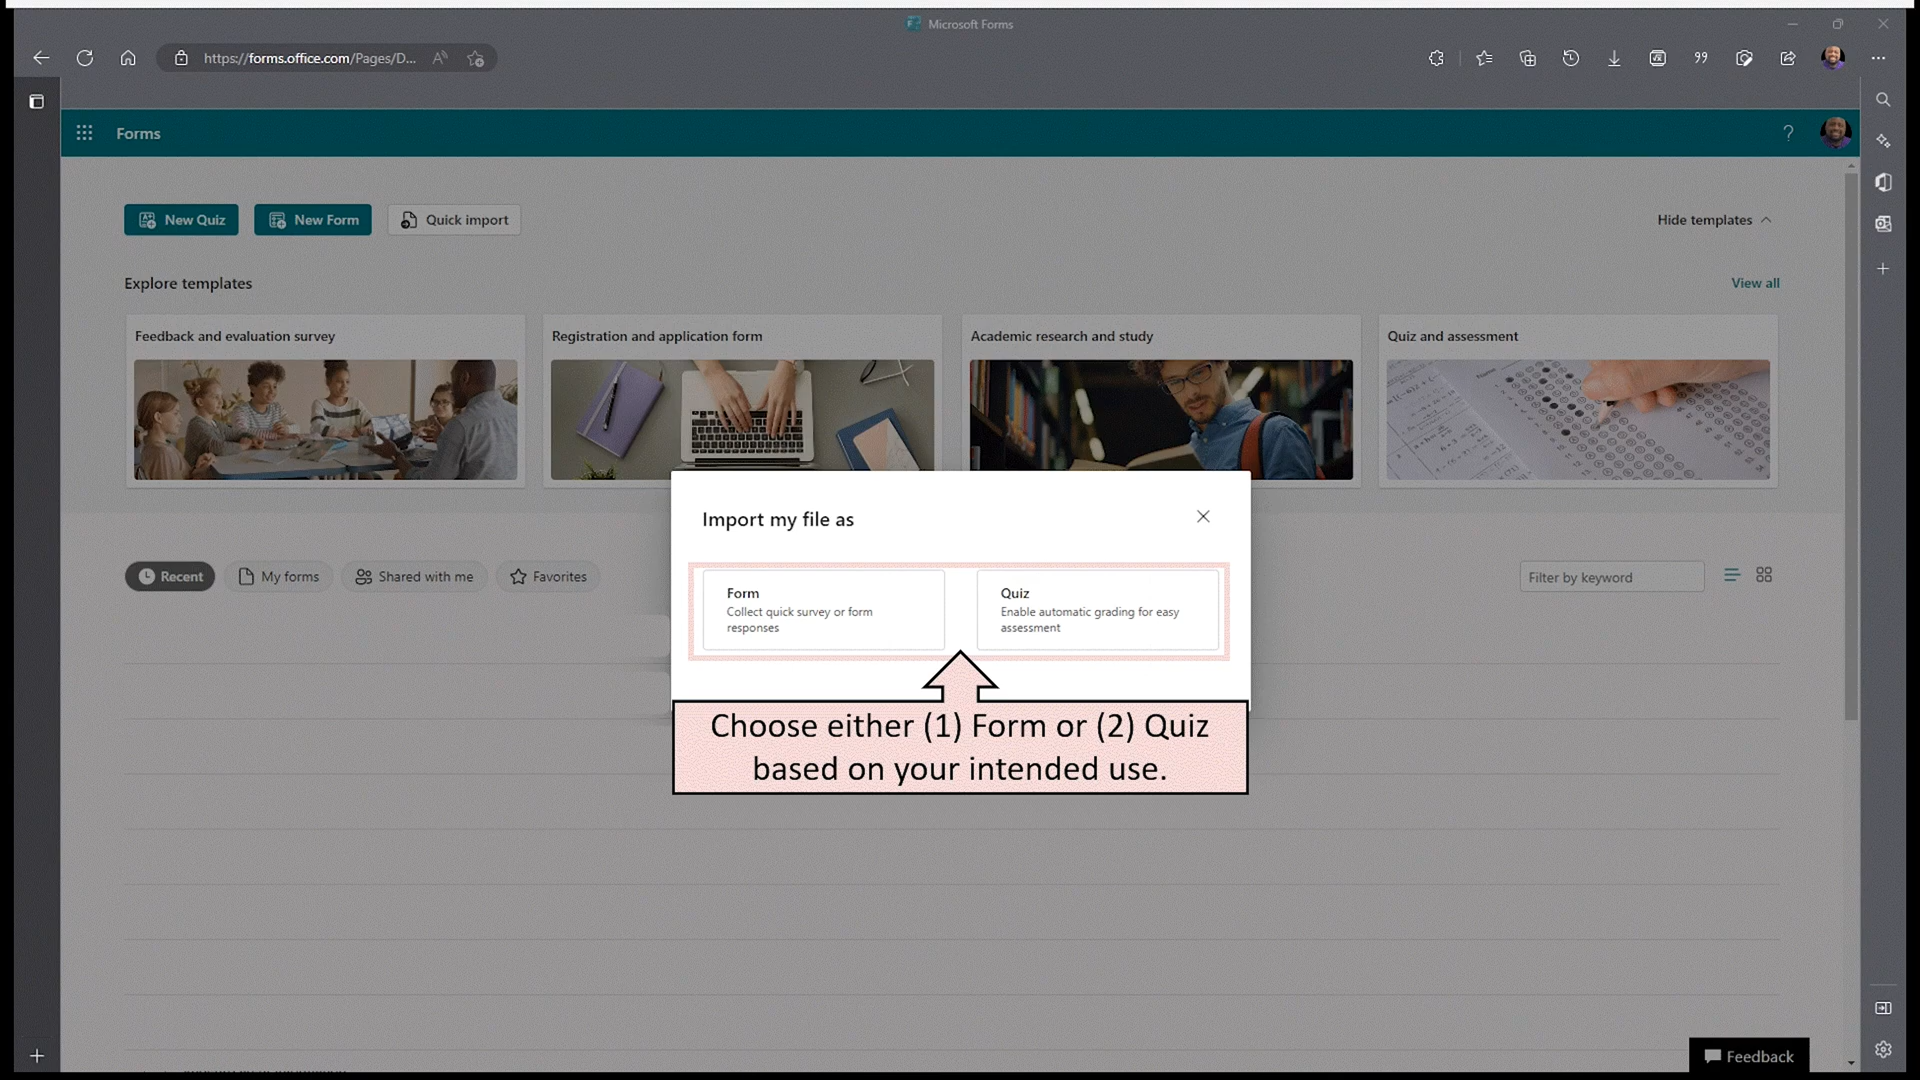 Microsoft Forms
https://forms.office.com/Pages/D...
Forms
?
New Quiz
New Form
Quick import
Hide templates
Explore templates
View all
Feedback and evaluation survey
Registration and application form
Academic research and study
Quiz and assessment
Import my file as
Recent
My forms
Shared with me
Favorites
Filter by keyword
Form
Collect quick survey or form
responses
Quiz
Enable automatic grading for easy
assessment
Choose either (1) Form or (2) Quiz
based on your intended use.
Feedback